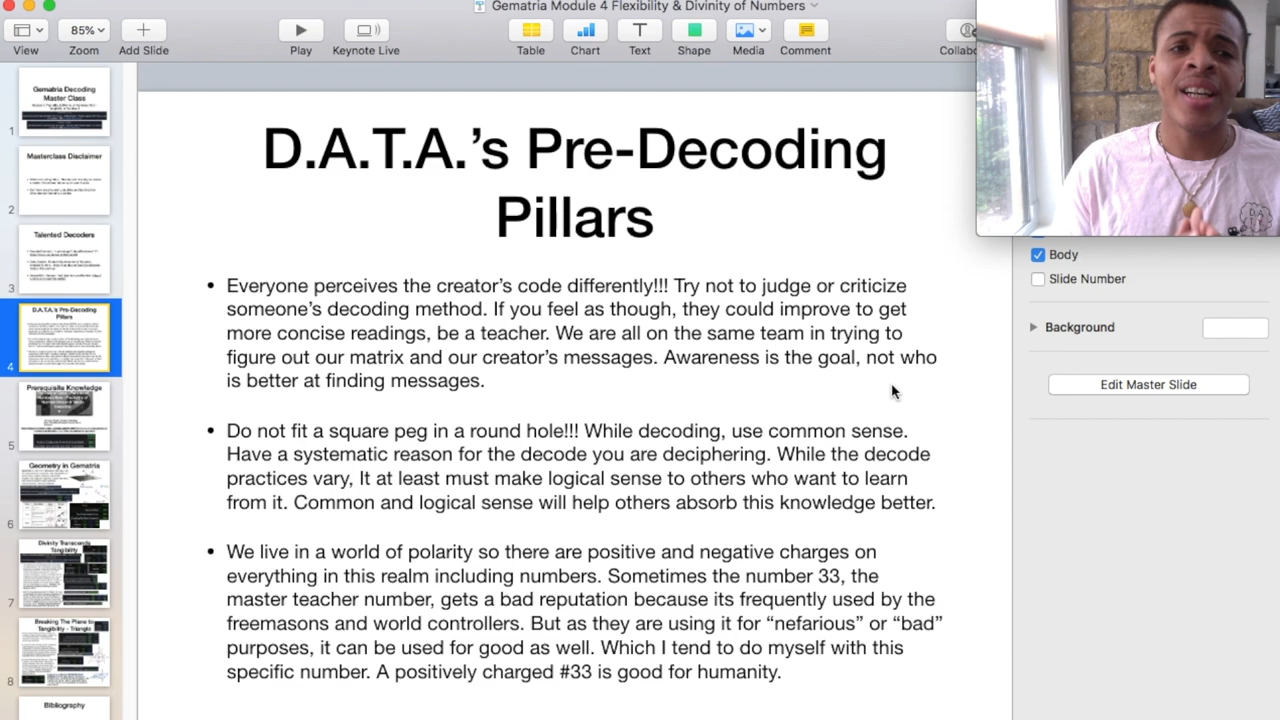 Gematria Module 4 Flexibility & Divinity of Numbers
85%
View
Zoom
Add Slide
Play
Keynote Live
Table
Chart
Text
Shape
Media
Comment
Gematria Decoding
Master Class
1
Masterclass Disclaimer
2
Talented Decoders
3
D.A.T.A.'s Pre-Decoding
Pillars
4
Prerequisite Knowledge
5
Geometry in Gematria
6
Divinity Transcends
Tangibility
7
Breaking The Plane to
Tangibility - Triangle
8
Bibliography
D.A.T.A.’s Pre-Decoding
Pillars
• Everyone perceives the creator’s code differently!!! Try not to judge or criticize
someone’s decoding method. If you feel as though, they could improve to get
more concise readings, be a teacher. We are all on the same team in trying to
figure out our matrix and our creator’s messages. Awareness is the goal, not who
is better at finding messages.
• Do not fit a square peg in a round hole!!! While decoding, use common sense.
Have a systematic reason for the decode you are deciphering. While the decode
practices vary, It at least must make logical sense to others who want to learn
from it. Common and logical sense will help others absorb this knowledge better.
• We live in a world of polarity so there are positive and negative charges on
everything in this realm including numbers. Sometimes the number 33, the
master teacher number, gets a bad reputation because its frequently used by the
freemasons and world controllers. But as they are using it for “nefarious” or “bad”
purposes, it can be used for good as well. Which I tend to do myself with this
specific number. A positively charged #33 is good for humanity.
Body
Slide Number
Background
Edit Master Slide